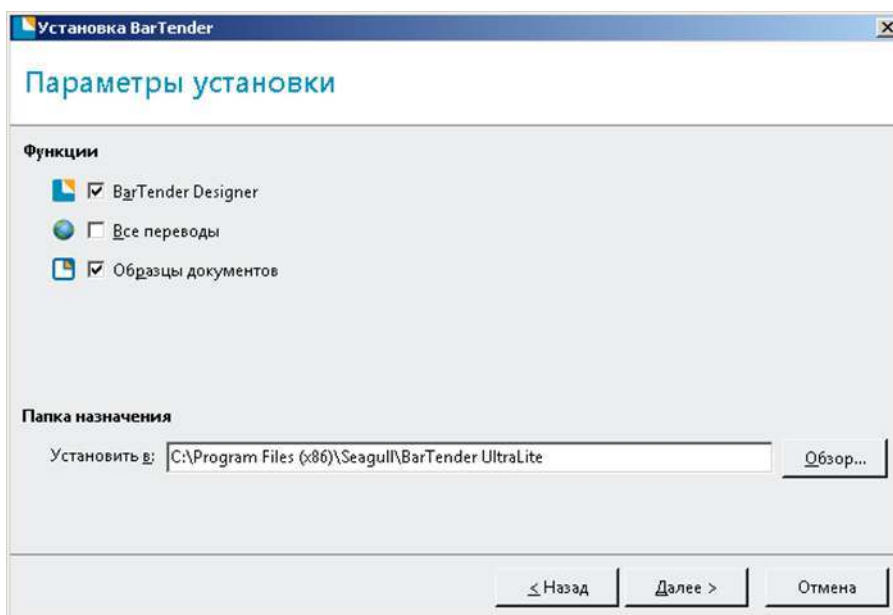 Установка BarTender
Параметры установки
Функции
BarTender Designer
Все переводы
Образцы документов
Папка назначения
Установить в: C:\Program Files (x86)\Seagull\BarTender UltraLite Обзор...
< Назад Далее > Отмена